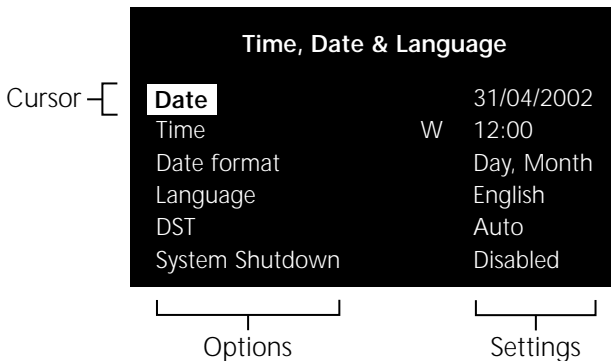 Time, Date & Language
Cursor
Date 31/04/2002
Time W 12:00
Date format Day, Month
Language English
DST Auto
System Shutdown Disabled
Options Settings